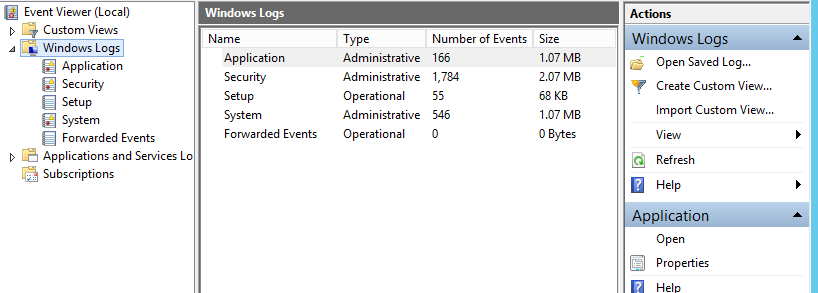 Event Viewer (Local)
Custom Views
Windows Logs
Application
Security
Setup
System
Forwarded Events
Applications and Services Lo
Subscriptions
Windows Logs
Name Type Number of Events Size
Application Administrative 166 1.07 MB
Security Administrative 1,784 2.07 MB
Setup Operational 55 68 KB
System Administrative 546 1.07 MB
Forwarded Events Operational 0 0 Bytes
Actions
Windows Logs
Open Saved Log...
Create Custom View...
Import Custom View...
View
Refresh
Help
Application
Open
Properties
Help